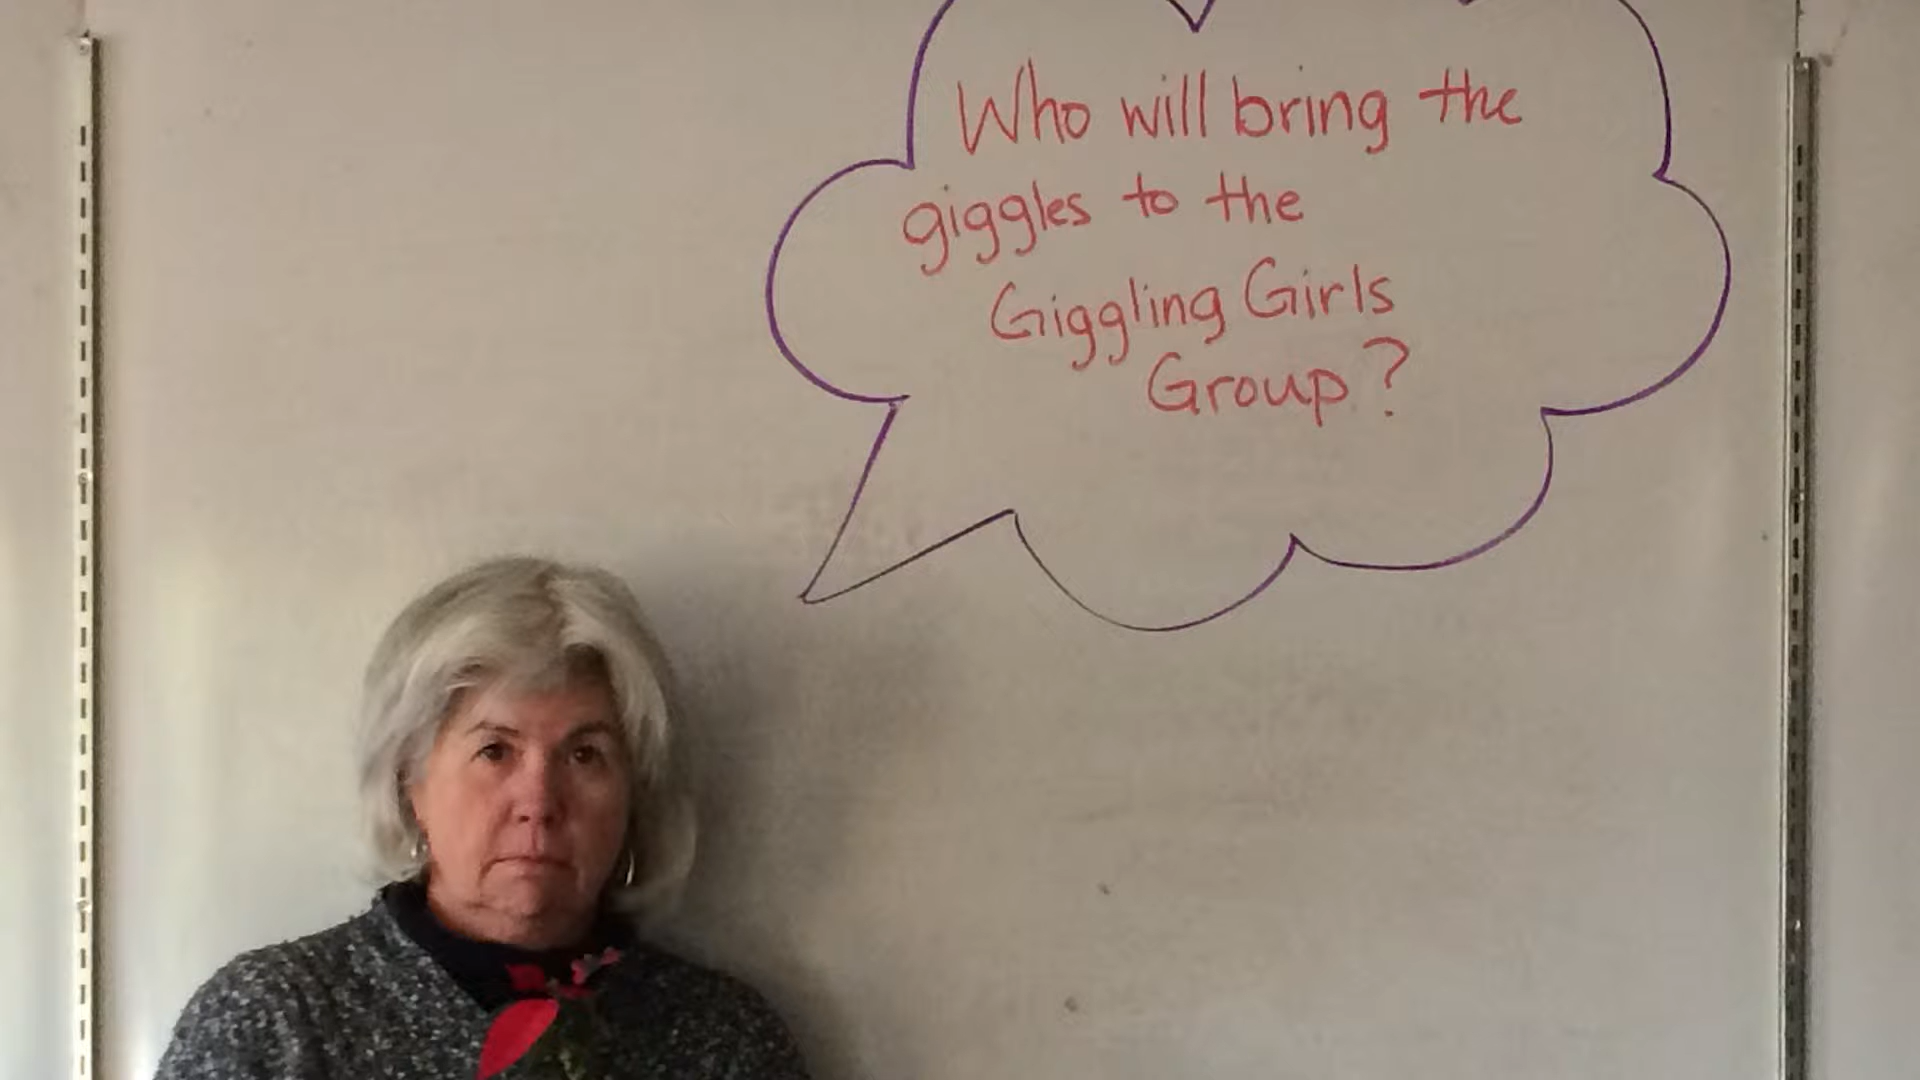 Who will bring the
giggles to the
Giggling Girls
Group?